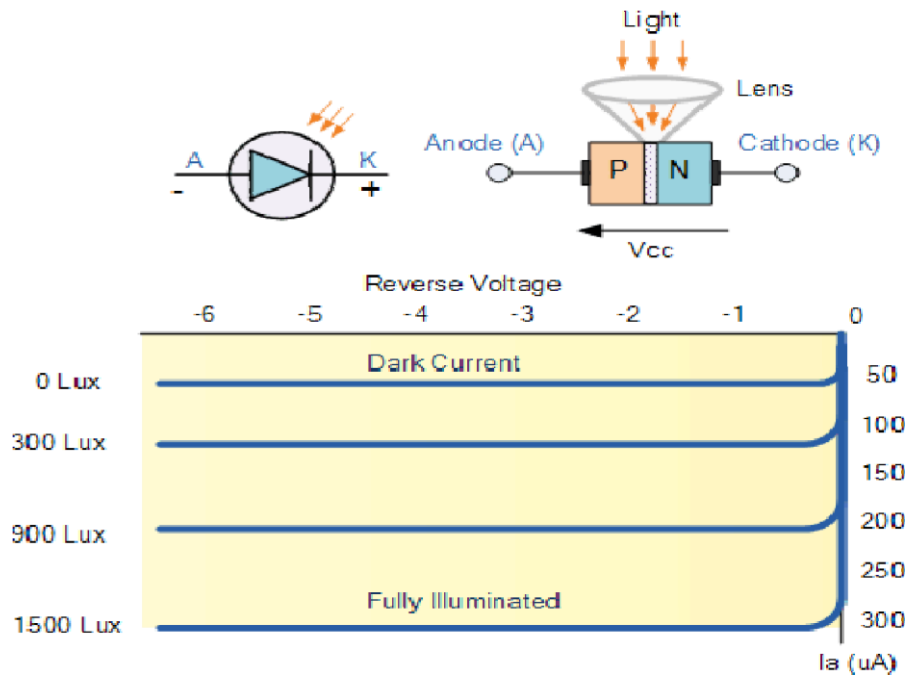 Light
Lens
A K
- +
Anode (A) P N Cathode (K)
Vcc
Reverse Voltage
-6 -5 -4 -3 -2 -1 0
Dark Current
0 Lux 50
100
300 Lux
150
900 Lux 200
250
Fully Illuminated
1500 Lux 300
Ia (uA)